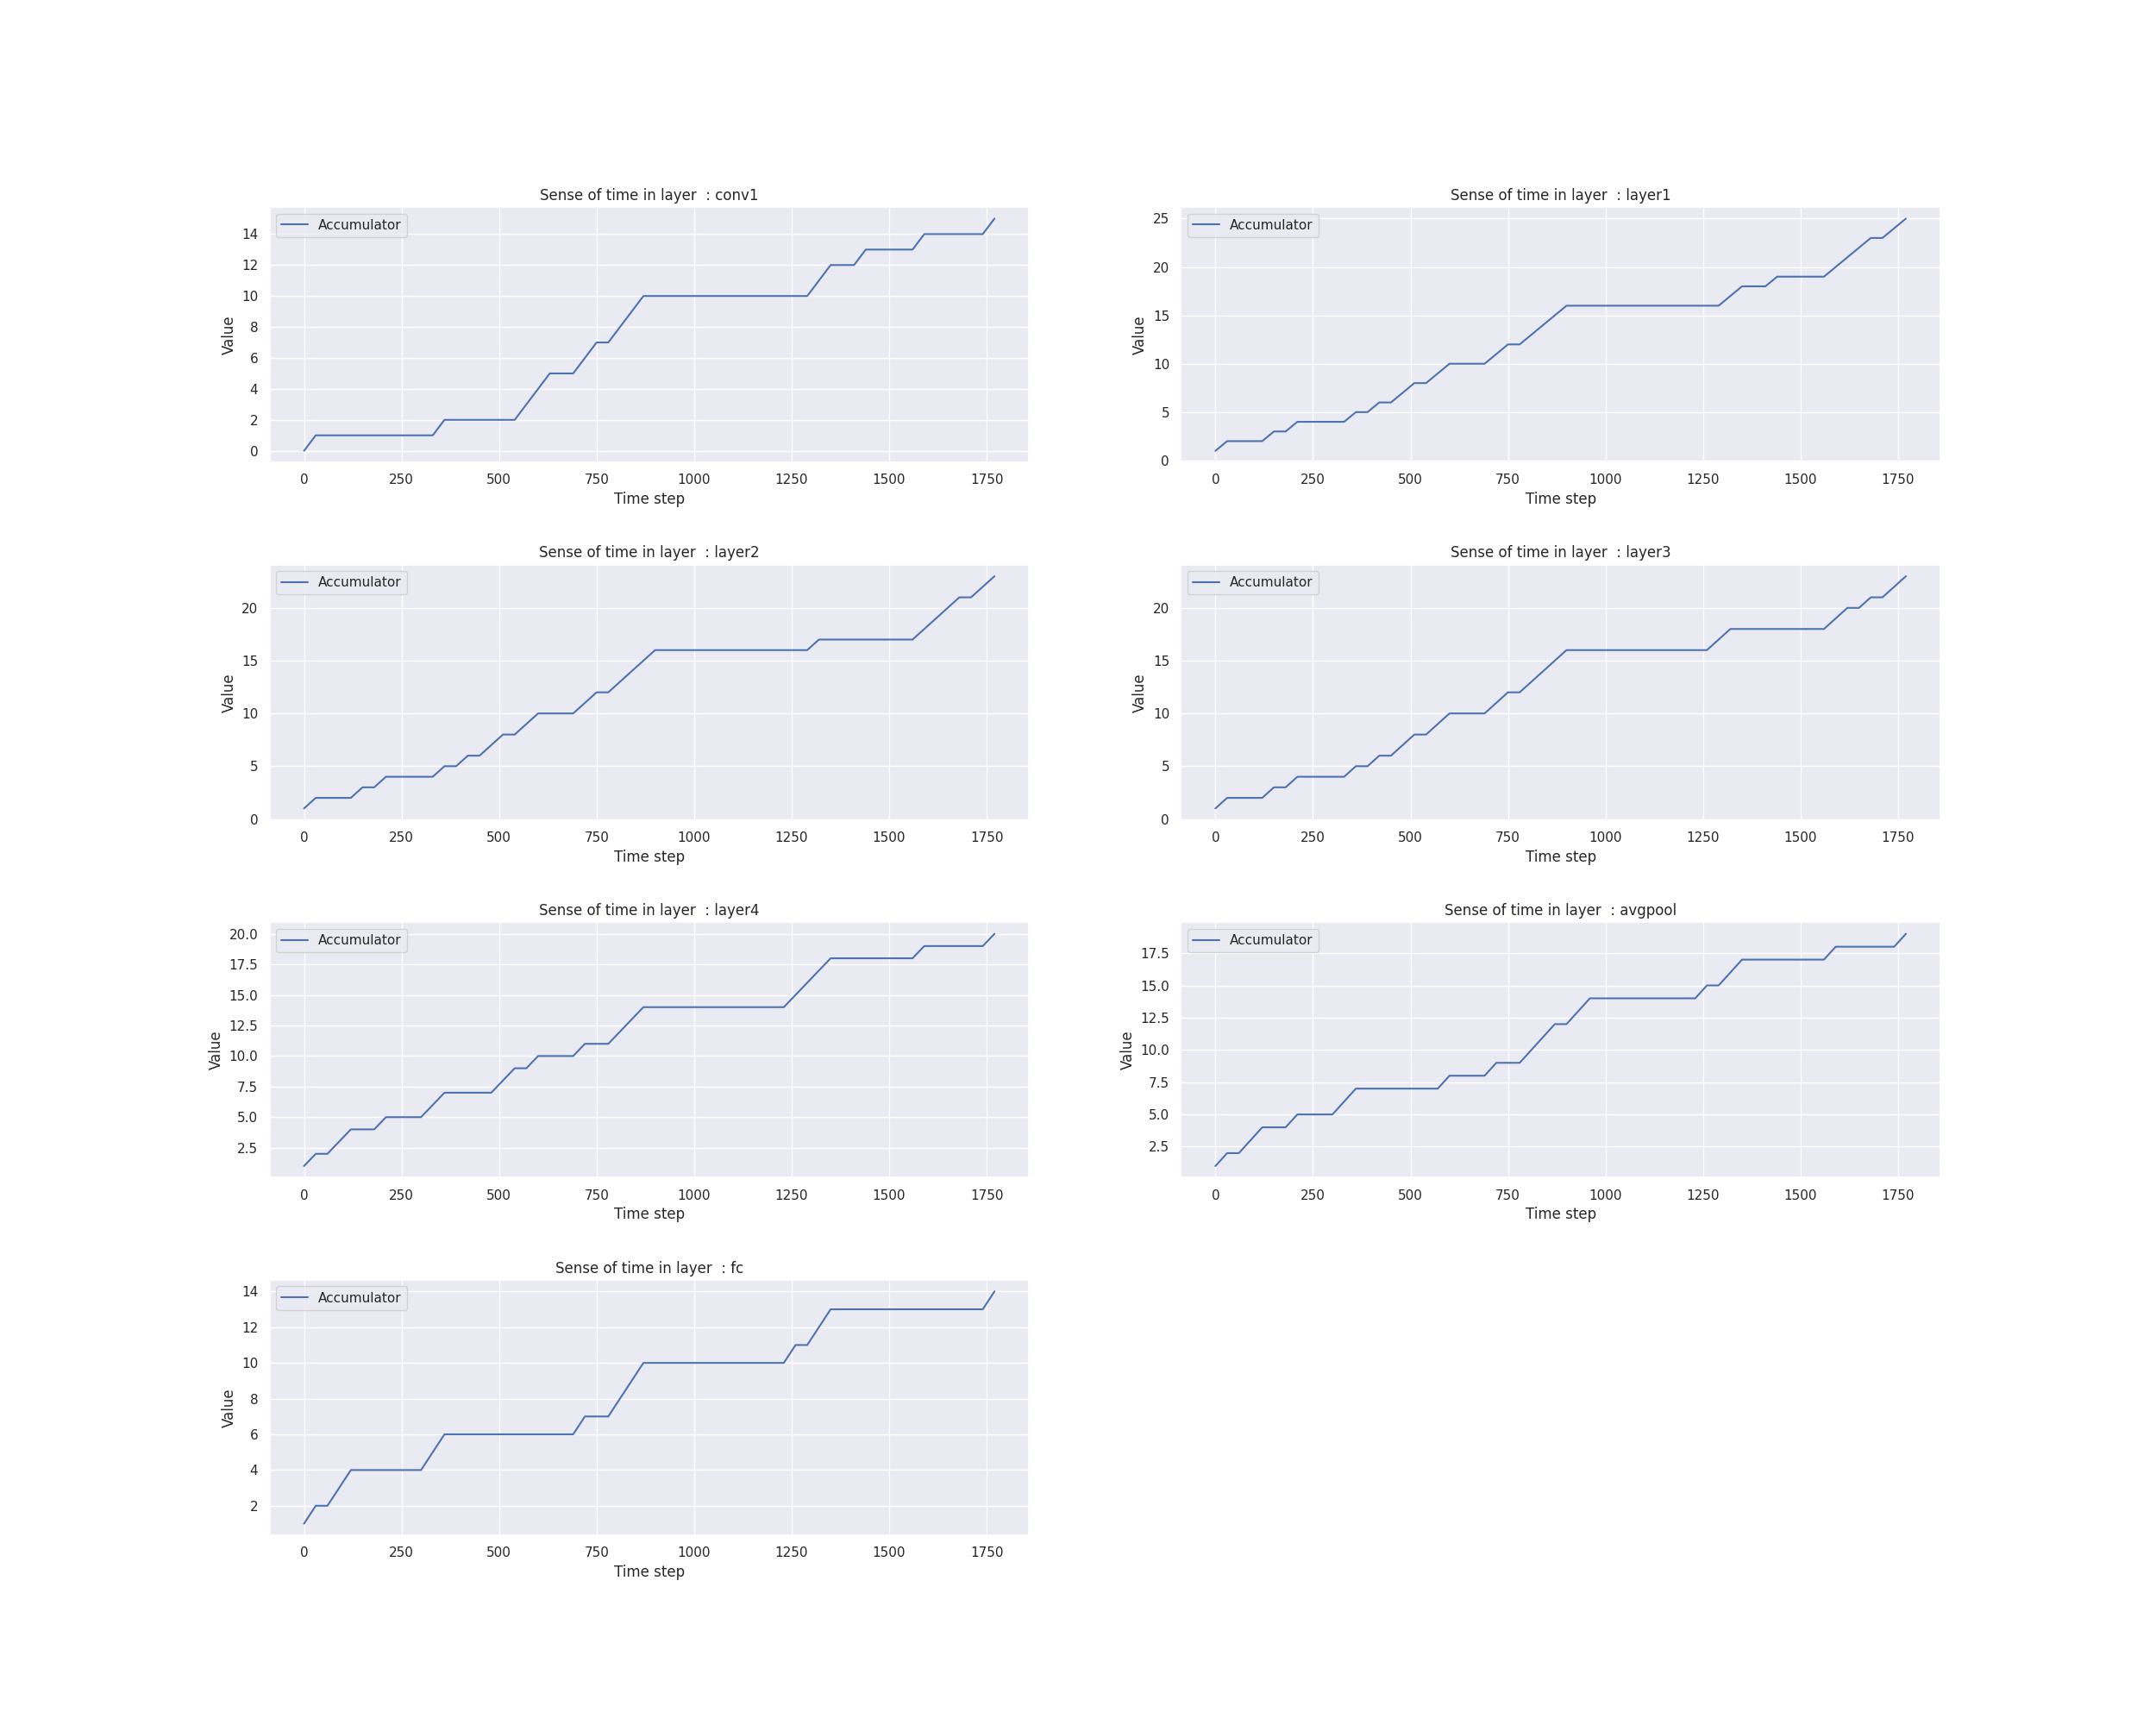 Sense of time in layer  : conv1
Accumulator
Value
14
12
10
8
6
4
2
0
0 250 500 750 1000 1250 1500 1750
Time step
Sense of time in layer  : layer1
Accumulator
Value
25
20
15
10
5
0
0 250 500 750 1000 1250 1500 1750
Time step
Sense of time in layer  : layer2
Accumulator
Value
20
15
10
5
0
0 250 500 750 1000 1250 1500 1750
Time step
Sense of time in layer  : layer3
Accumulator
Value
20
15
10
5
0
0 250 500 750 1000 1250 1500 1750
Time step
Sense of time in layer  : layer4
Accumulator
Value
20.0
17.5
15.0
12.5
10.0
7.5
5.0
2.5
0 250 500 750 1000 1250 1500 1750
Time step
Sense of time in layer  : avgpool
Accumulator
Value
17.5
15.0
12.5
10.0
7.5
5.0
2.5
0 250 500 750 1000 1250 1500 1750
Time step
Sense of time in layer  : fc
Accumulator
Value
14
12
10
8
6
4
2
0 250 500 750 1000 1250 1500 1750
Time step